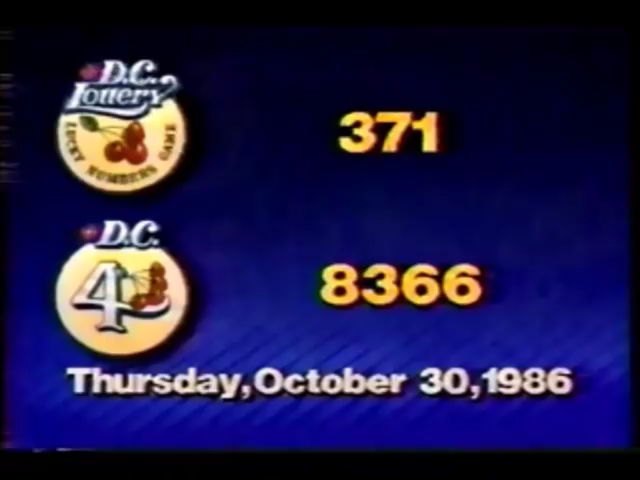 D.C.
Lottery
LUCKY NUMBERS GAME
371
D.C.
4
8366
Thursday,October 30,1986